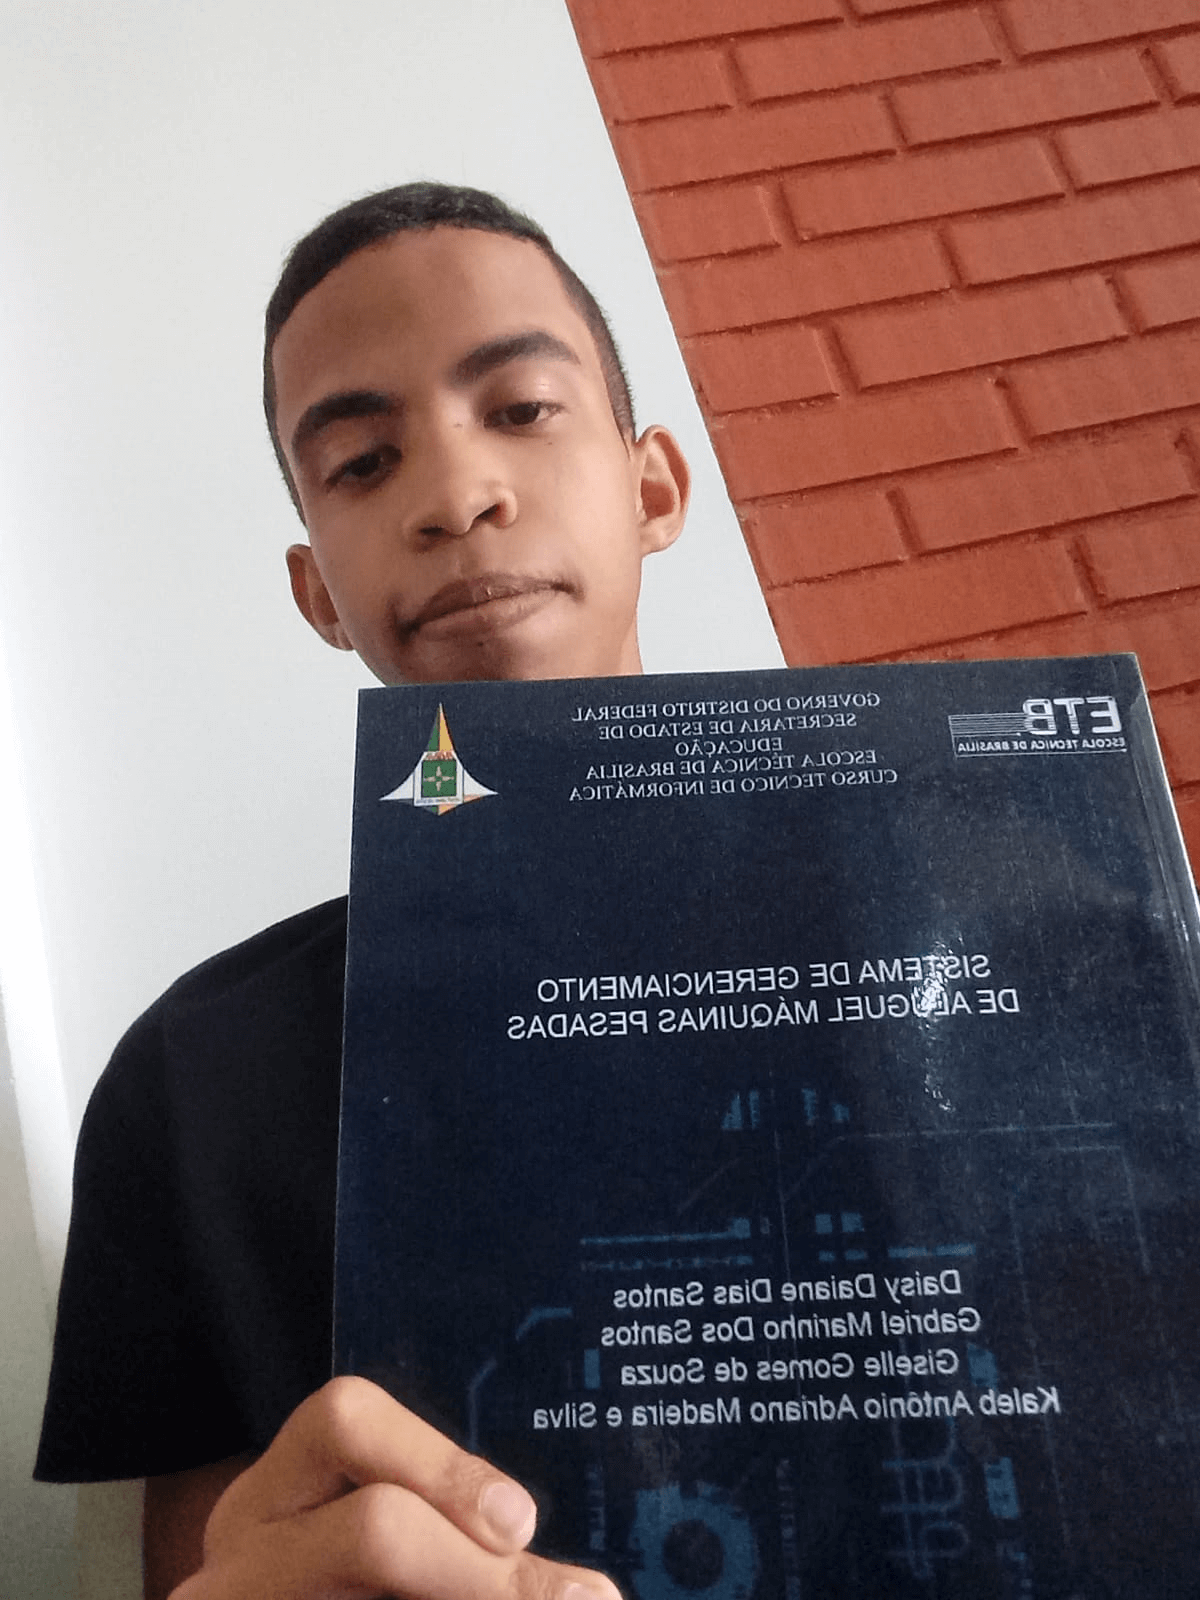 GOVERNO DO DISTRITO FEDERAL
SECRETARIA DE ESTADO DE
EDUCAÇÃO
ESCOLA TÉCNICA DE BRASILIA
CURSO TECNICO DE INFORMÁTICA
ETB
ESCOLA TÉCNICA DE BRASÍLIA
SISTEMA DE GERENCIAMENTO
DE ALUGUEL MÁQUINAS PESADAS
Daisy Daiane Dias Santos
Gabriel Marinho Dos Santos
Giselle Gomes de Souza
Kaleb Antônio Adriano Madeira e Silva